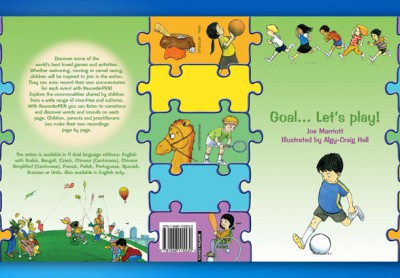 Discover some of the
world's best loved games and activities.
Whether swimming, running or camel racing,
children will be inspired to join in the action.
They can even record their own commentaries
for each event with RecorderPEN!
Explore the commonalities shared by children
from a wide range of countries and cultures.
With RecorderPEN you can listen to narrations
and discover words and sounds on each
page. Children, parents and practitioners
can make their own recordings
page by page.
The series is available in 11 dual language editions: English
with Arabic, Bengali, Czech, Chinese (Cantonese), Chinese
Simplified (Cantonese), French, Polish, Portuguese, Spanish,
Russian or Urdu. Also available in English only.
Goal... Let's play!
Joe Marriott
Illustrated by Algy-Craig Hall